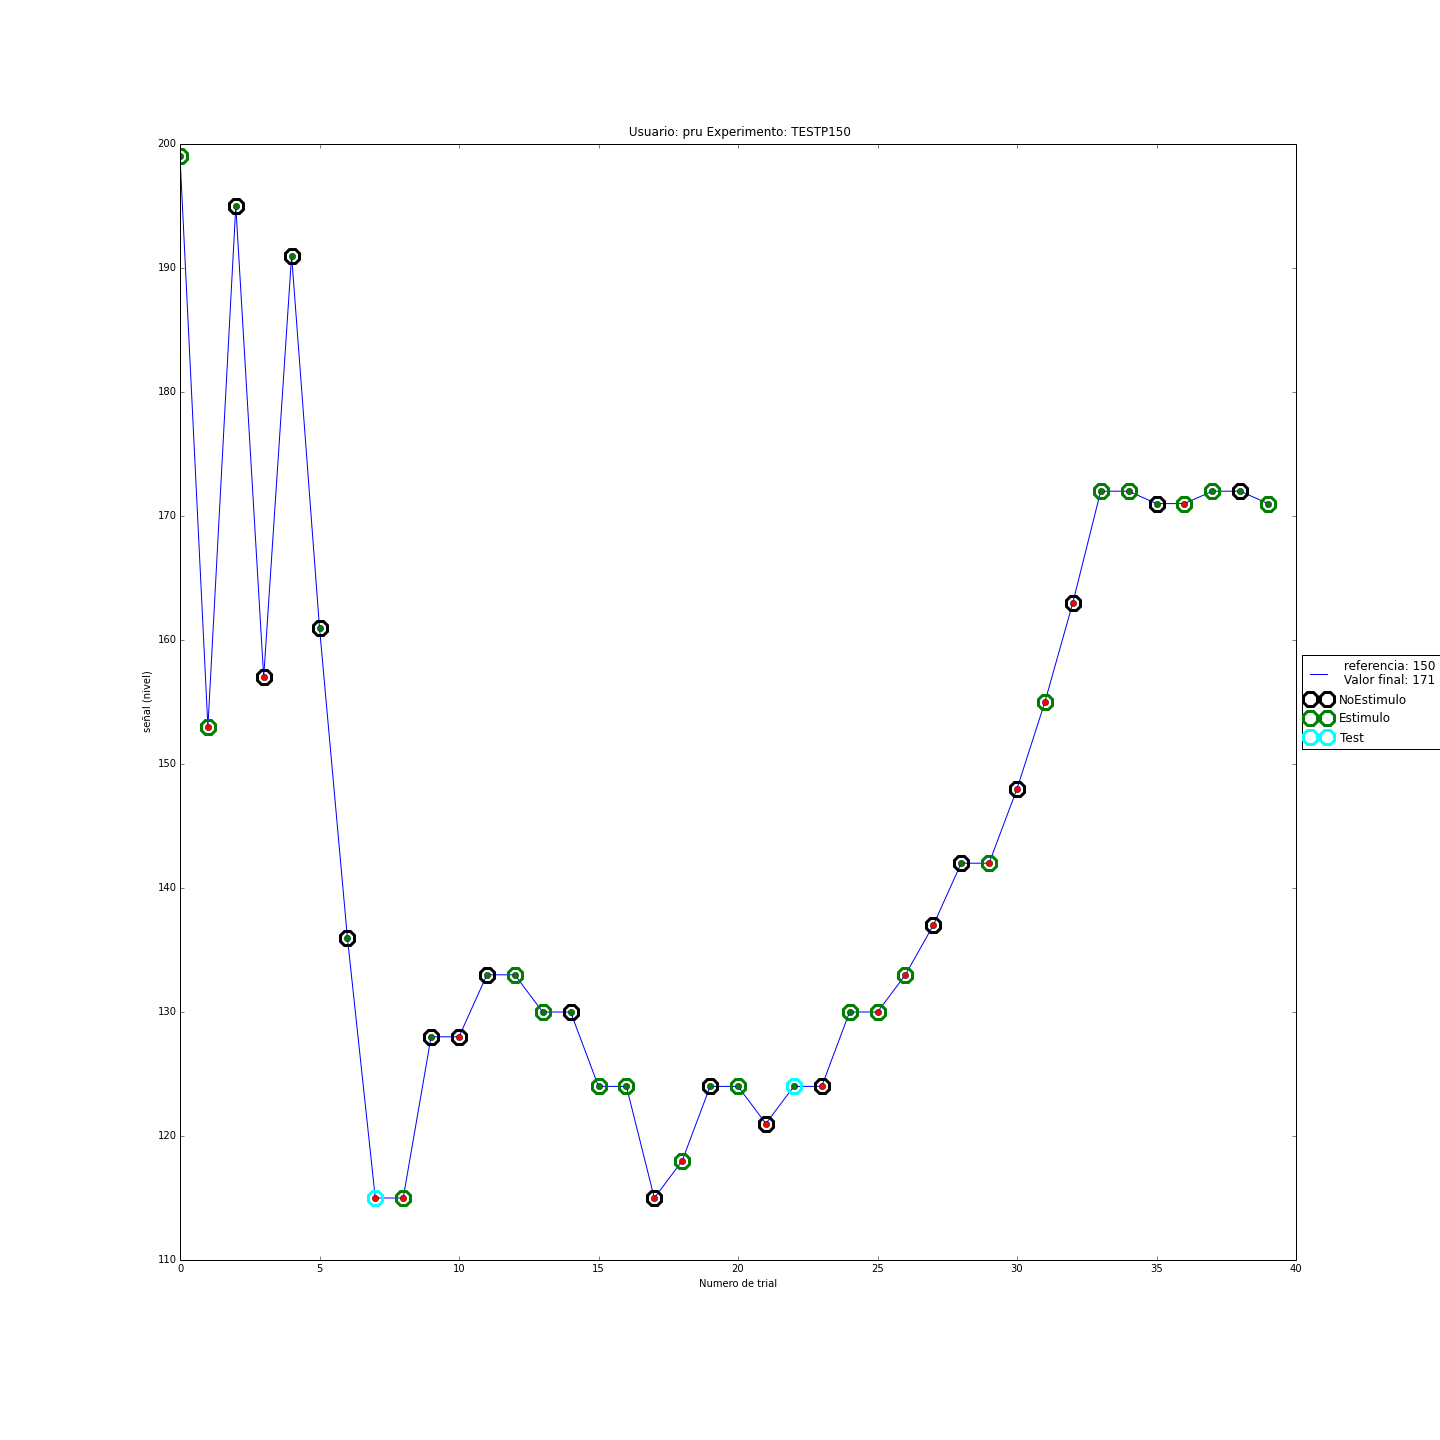 Usuario: pru Experimento: TESTP150
200
190
180
170
160
150
140
130
120
110
señal (nivel)
0 5 10 15 20 25 30 35 40
Numero de trial
referencia: 150
Valor final: 171
NoEstimulo
Estimulo
Test